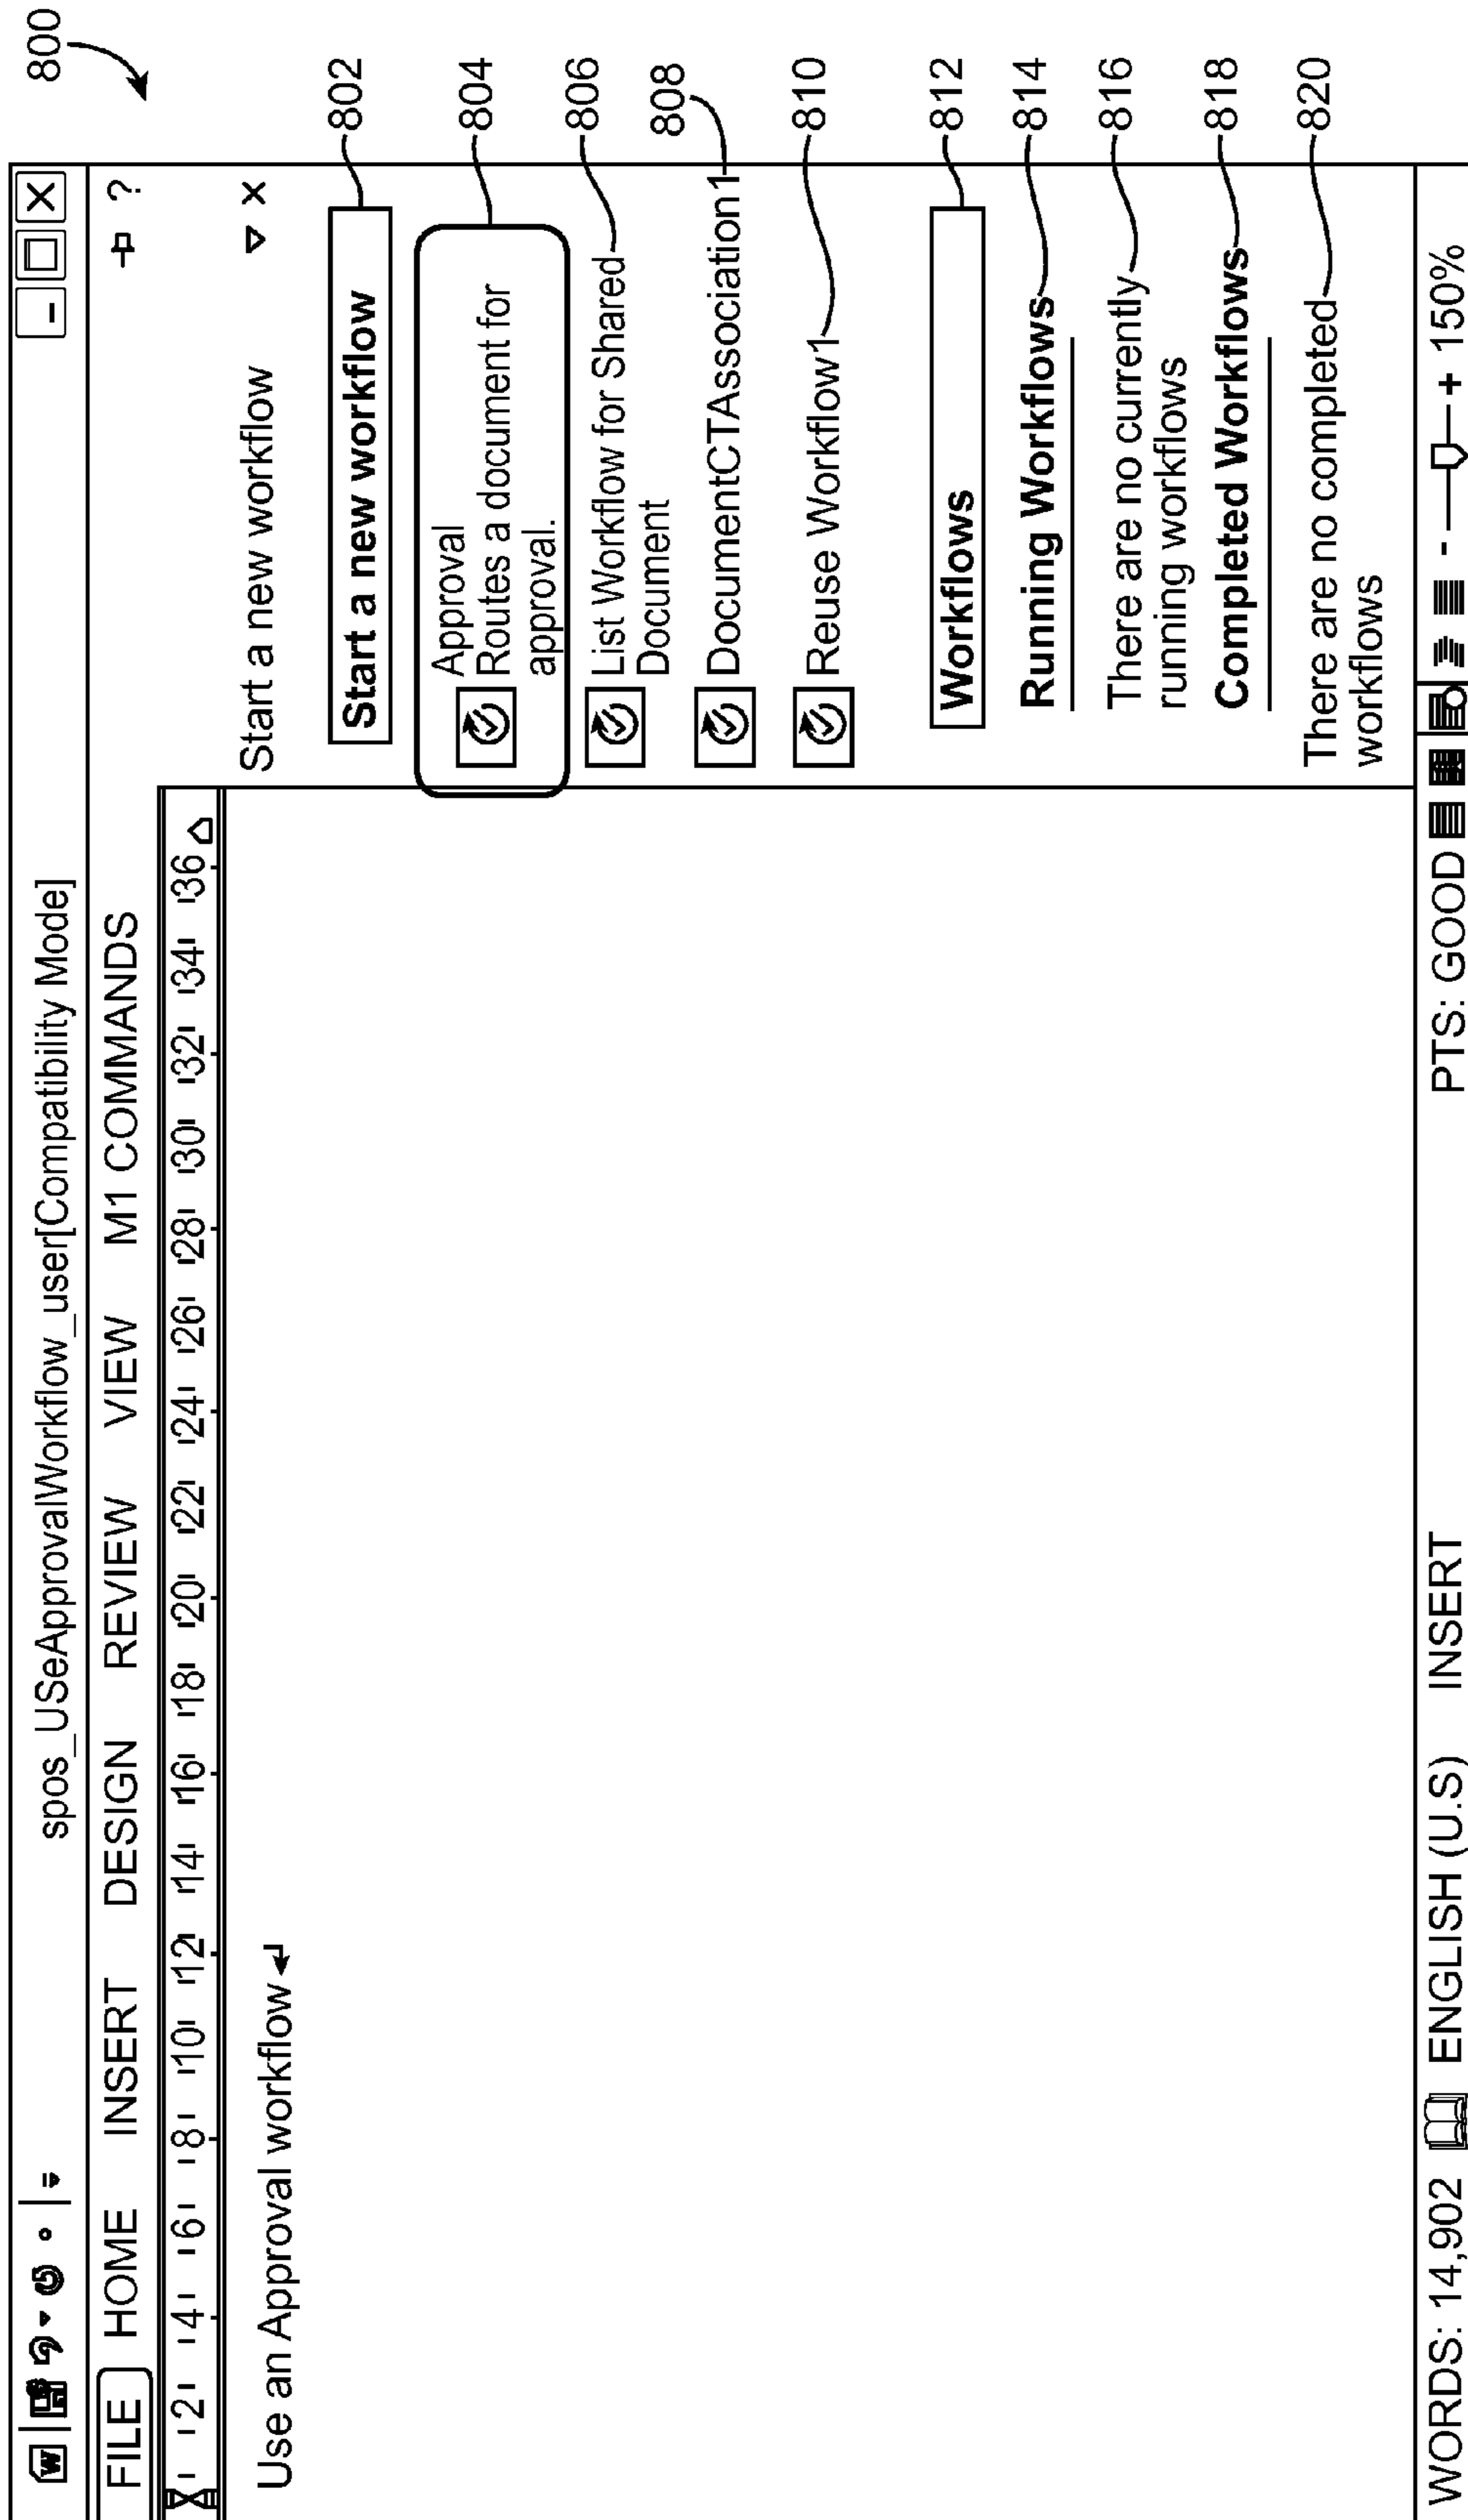 800
spos_USeApprovalWorkflow_user[Compatibility Mode]
FILE HOME INSERT DESIGN REVIEW VIEW M1 COMMANDS ?
2 4 6 8 10 12 14 16 18 20 22 24 26 28 30 32 34 36
Use an Approval workflow
Start a new workflow
Start a new workflow 802
Approval
Routes a document for 804
approval.
List Workflow for Shared 806
Document
808
DocumentCTAssociation1
Reuse Workflow1 810
Workflows 812
Running Workflows 814
There are no currently 816
running workflows
Completed Workflows 818
There are no completed 820
workflows
WORDS: 14,902 ENGLISH (U.S) INSERT PTS: GOOD - + 150%